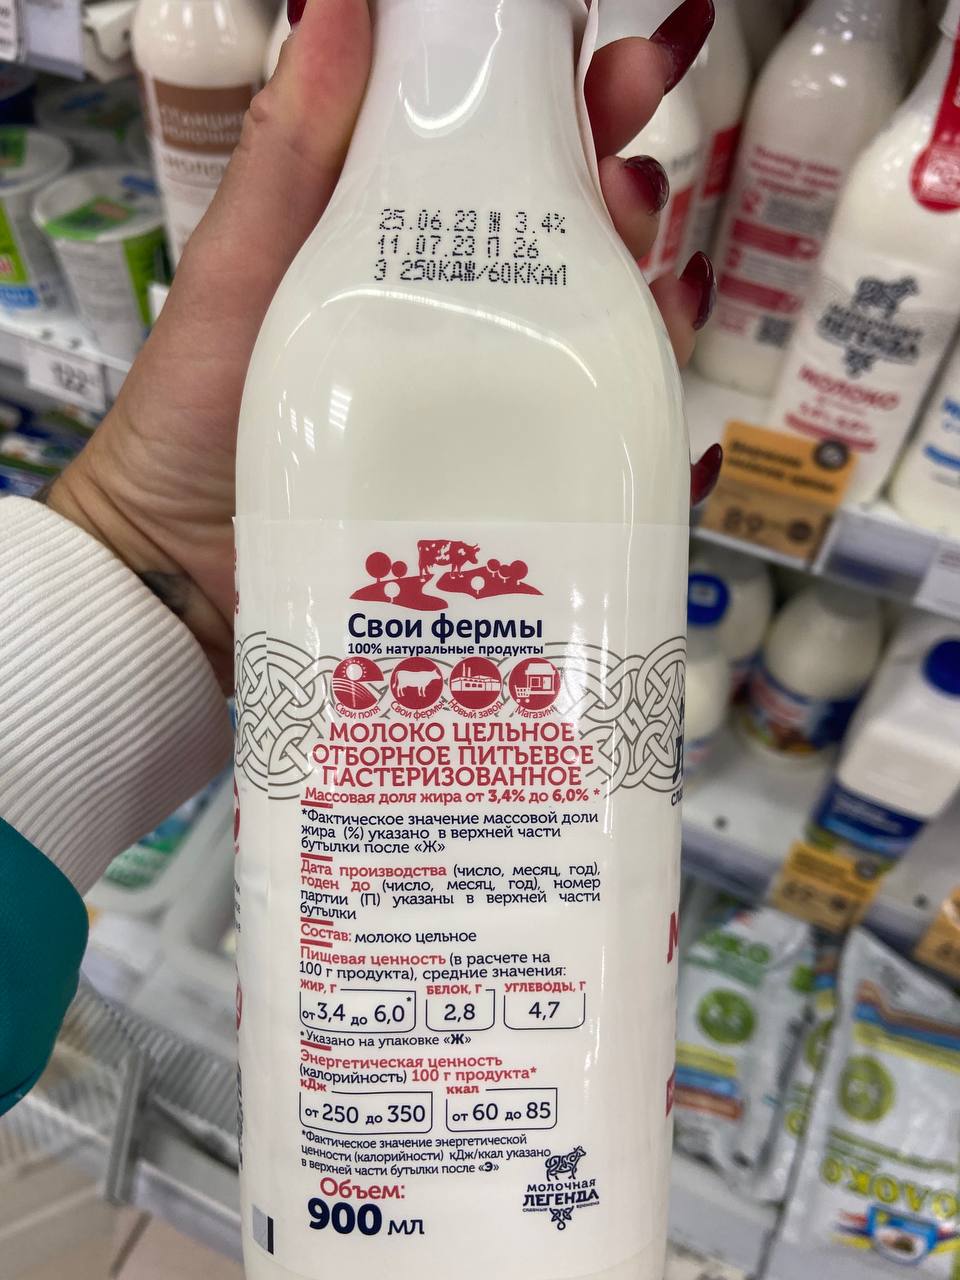 25.06.23 Ж 3.4%
11.07.23 П 26
Э 250КДЖ/60ККАЛ
Свои фермы
100% натуральные продукты
Свои поля
Свои фермы
Новый завод
Магазин
МОЛОКО ЦЕЛЬНОЕ
ОТБОРНОЕ ПИТЬЕВОЕ
ПАСТЕРИЗОВАННОЕ
Массовая доля жира от 3,4% до 6,0% *
*Фактическое значение массовой доли
жира (%) указано в верхней части
бутылки после «Ж»
Дата производства (число, месяц, год),
годен до (число, месяц, год), номер
партии (П) указаны в верхней части
бутылки
Состав: молоко цельное
Пищевая ценность (в расчете на
100 г продукта), средние значения:
ЖИР, г БЕЛОК, г УГЛЕВОДЫ, г
от 3,4 до 6,0* 2,8 4,7
*Указано на упаковке «Ж»
Энергетическая ценность
(калорийность) 100 г продукта*
кДж ккал
от 250 до 350 от 60 до 85
*Фактическое значение энергетической
ценности (калорийности) кДж/ккал указано
в верхней части бутылки после «Э»
Объем:
900 мл
МОЛОЧНАЯ
ЛЕГЕНДА
славные времена
ЛЕГЕНДА
МОЛОКО
122
89